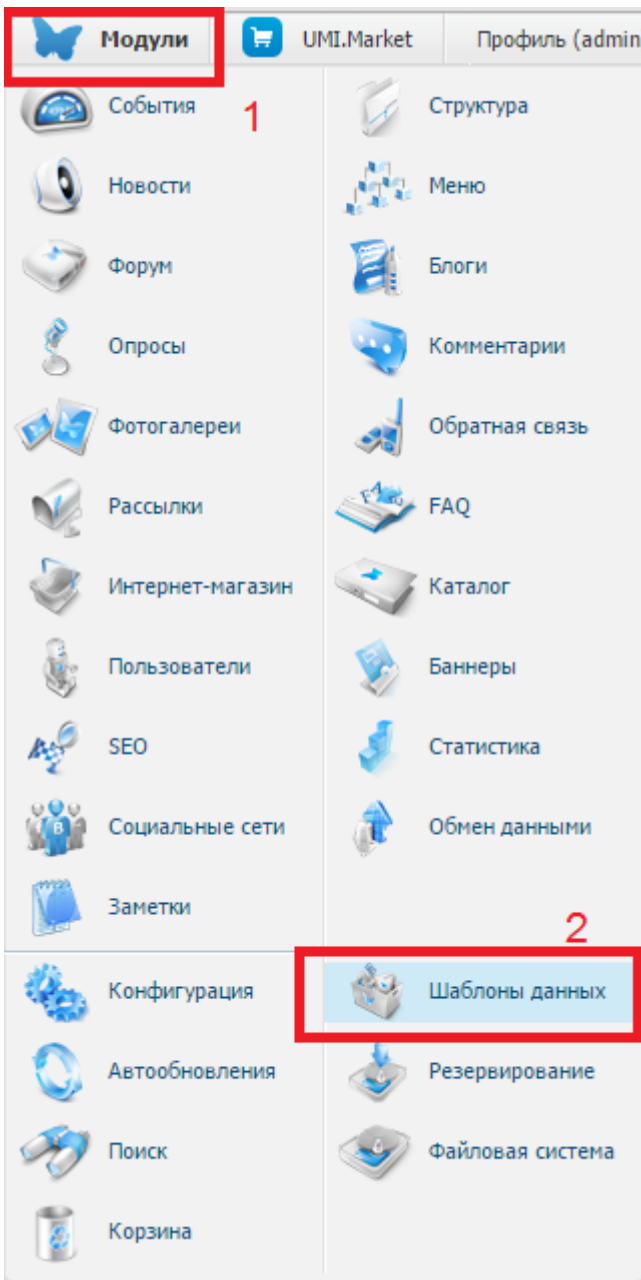 Модули UMI.Market Профиль (admin
События 1 Структура
Новости Меню
Форум Блоги
Опросы Комментарии
Фотогалереи Обратная связь
Рассылки FAQ
Интернет-магазин Каталог
Пользователи Баннеры
SEO Статистика
Социальные сети Обмен данными
Заметки
2
Конфигурация Шаблоны данных
Автообновления Резервирование
Поиск Файловая система
Корзина